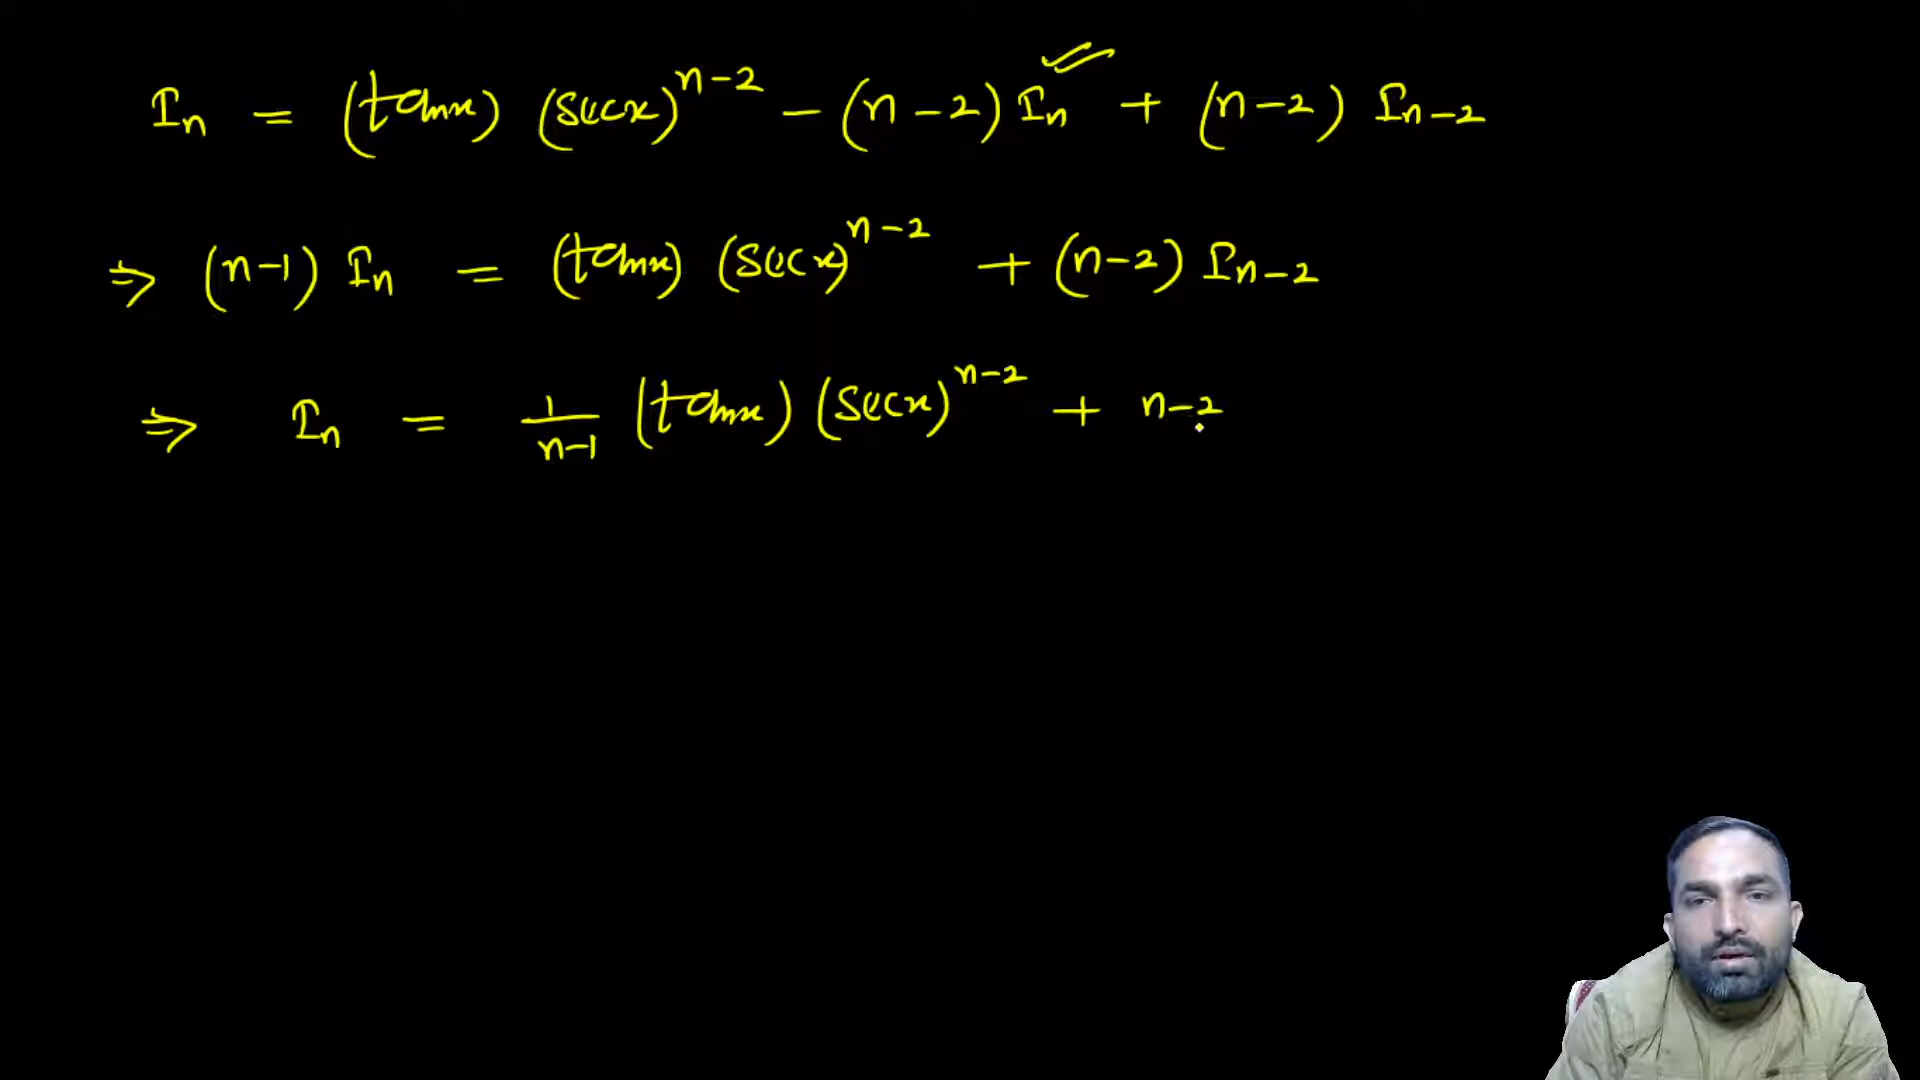 Iₙ = (tanx) (secx)ⁿ⁻² − (n−2) Iₙ + (n−2) Iₙ₋₂
⇒ (n−1) Iₙ = (tanx) (secx)ⁿ⁻² + (n−2) Iₙ₋₂
⇒ Iₙ = 1/(n−1) (tanx) (secx)ⁿ⁻² + n−2